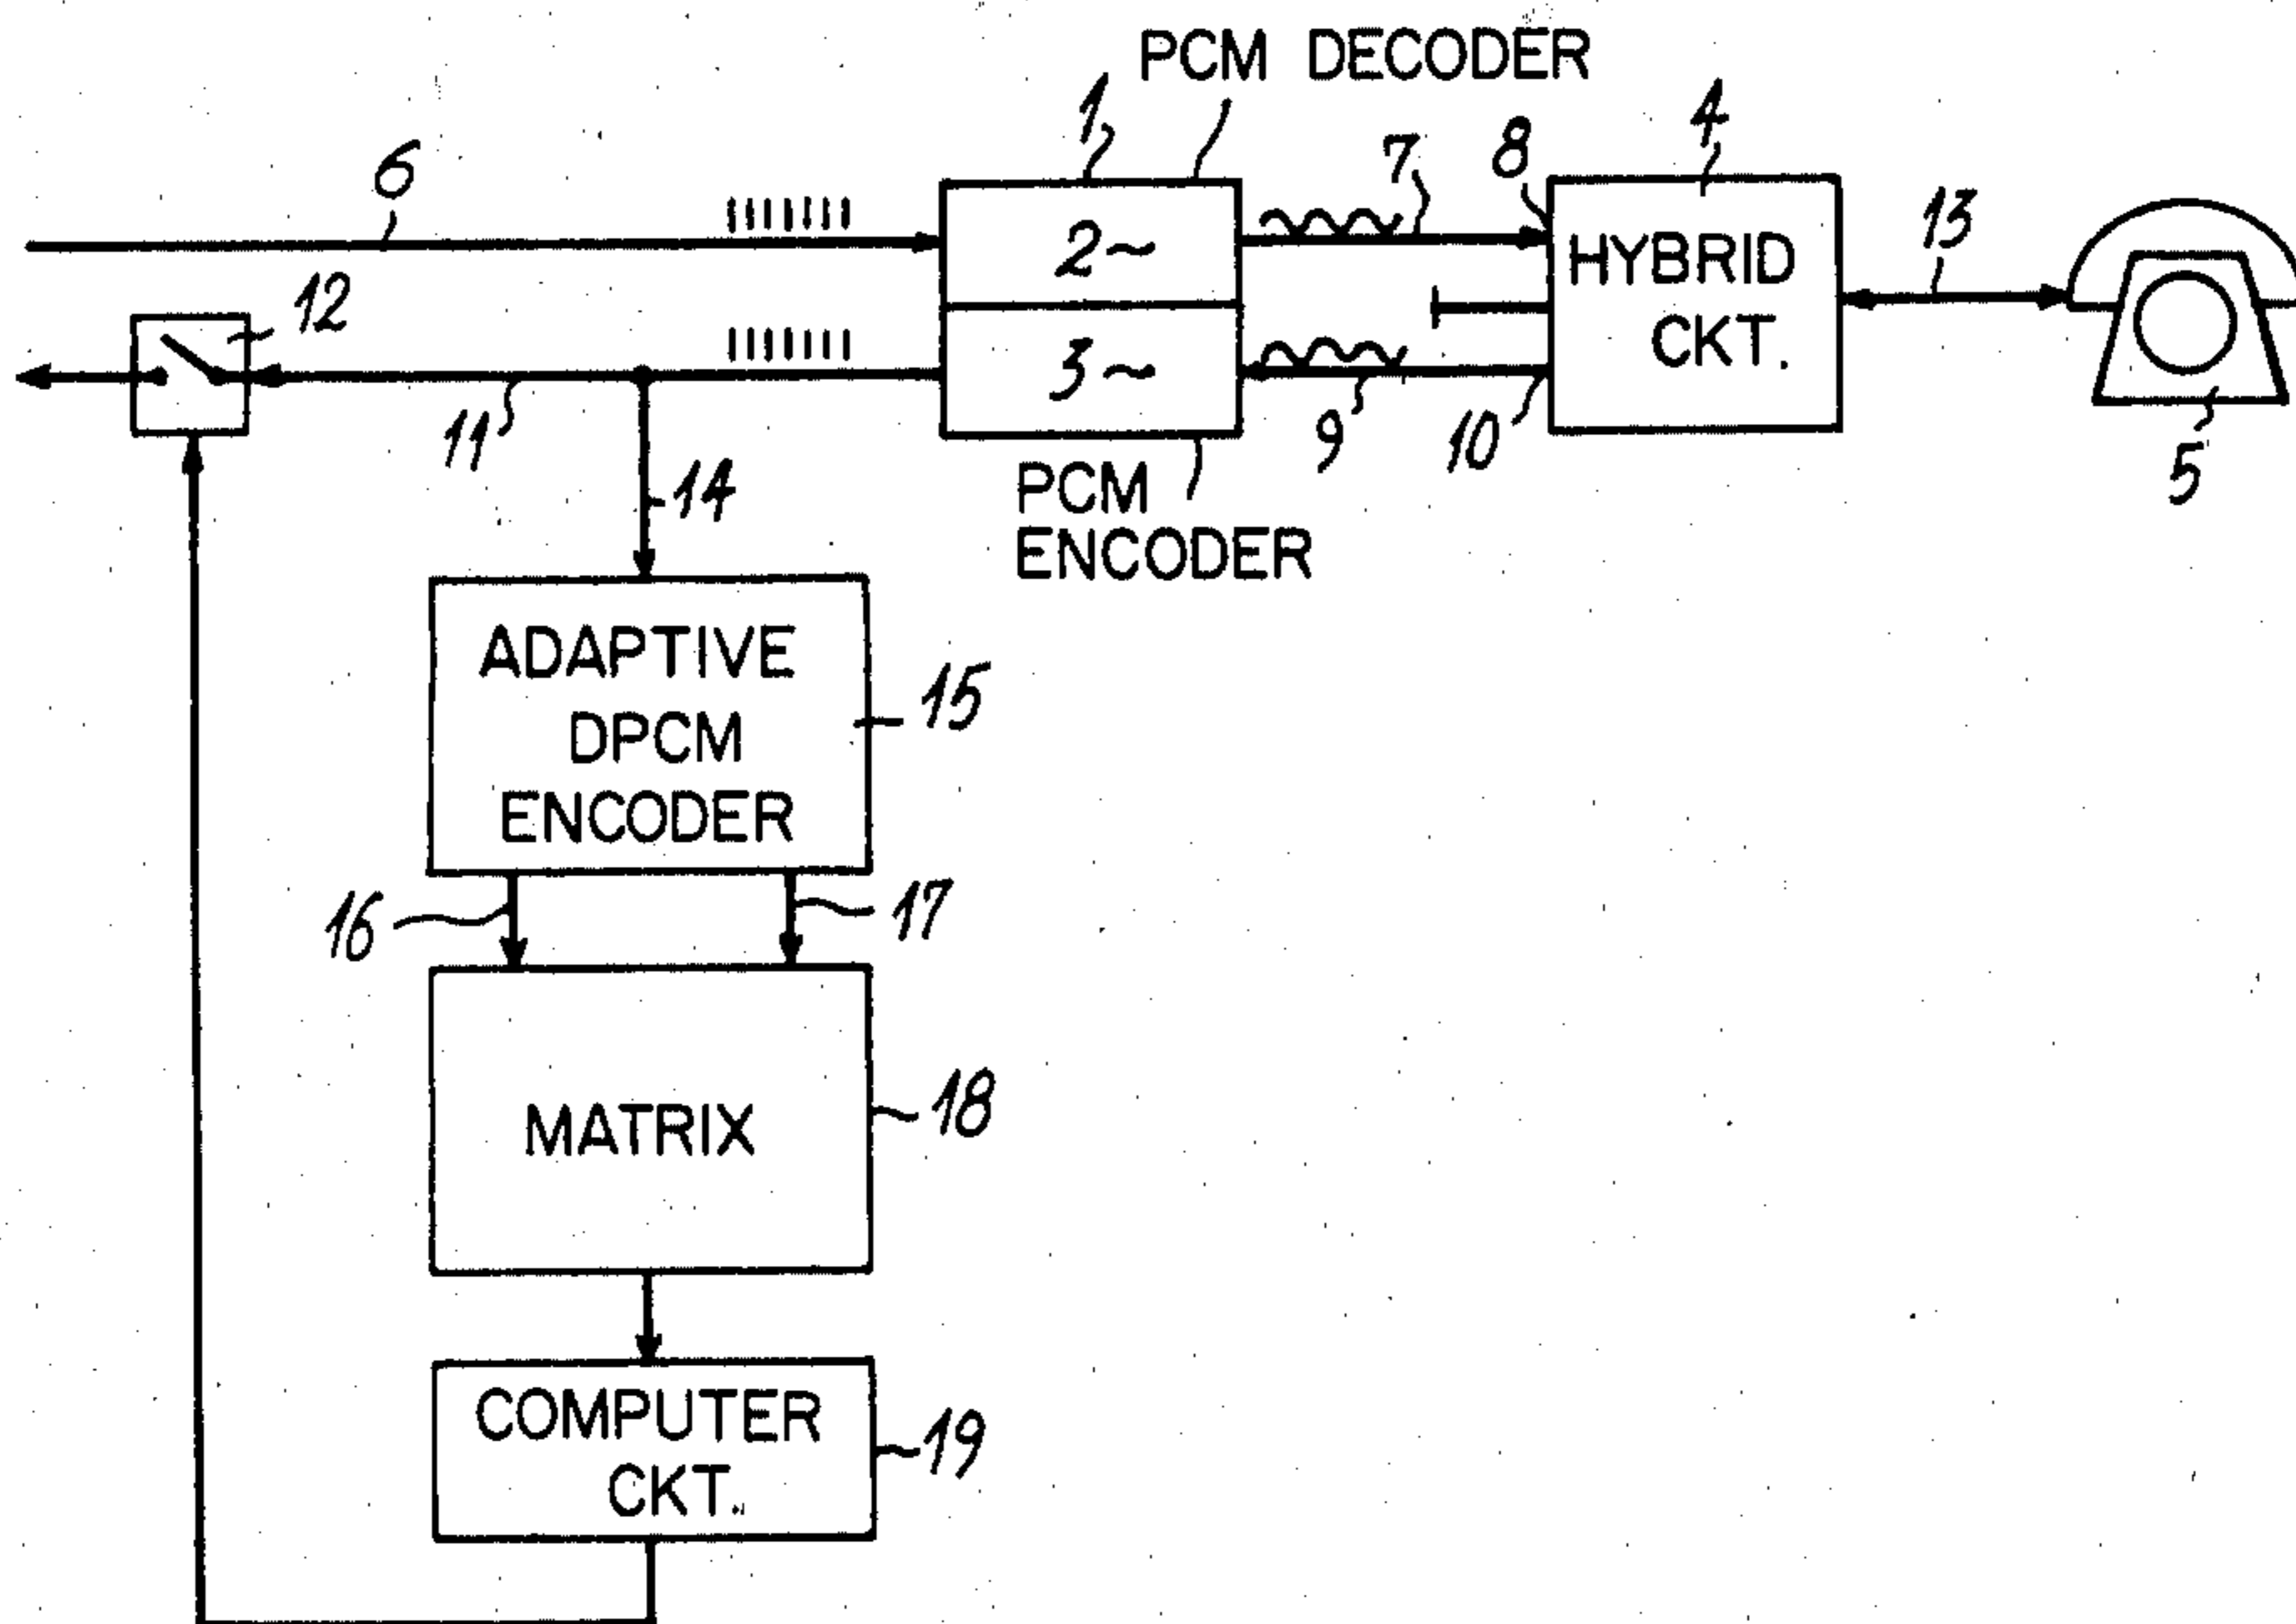 PCM DECODER
1
4
6
7
8
2~
HYBRID
CKT.
13
12
3~
11
9
10
5
14
PCM
ENCODER
ADAPTIVE
DPCM
ENCODER
15
16
17
MATRIX
18
COMPUTER
CKT.
19